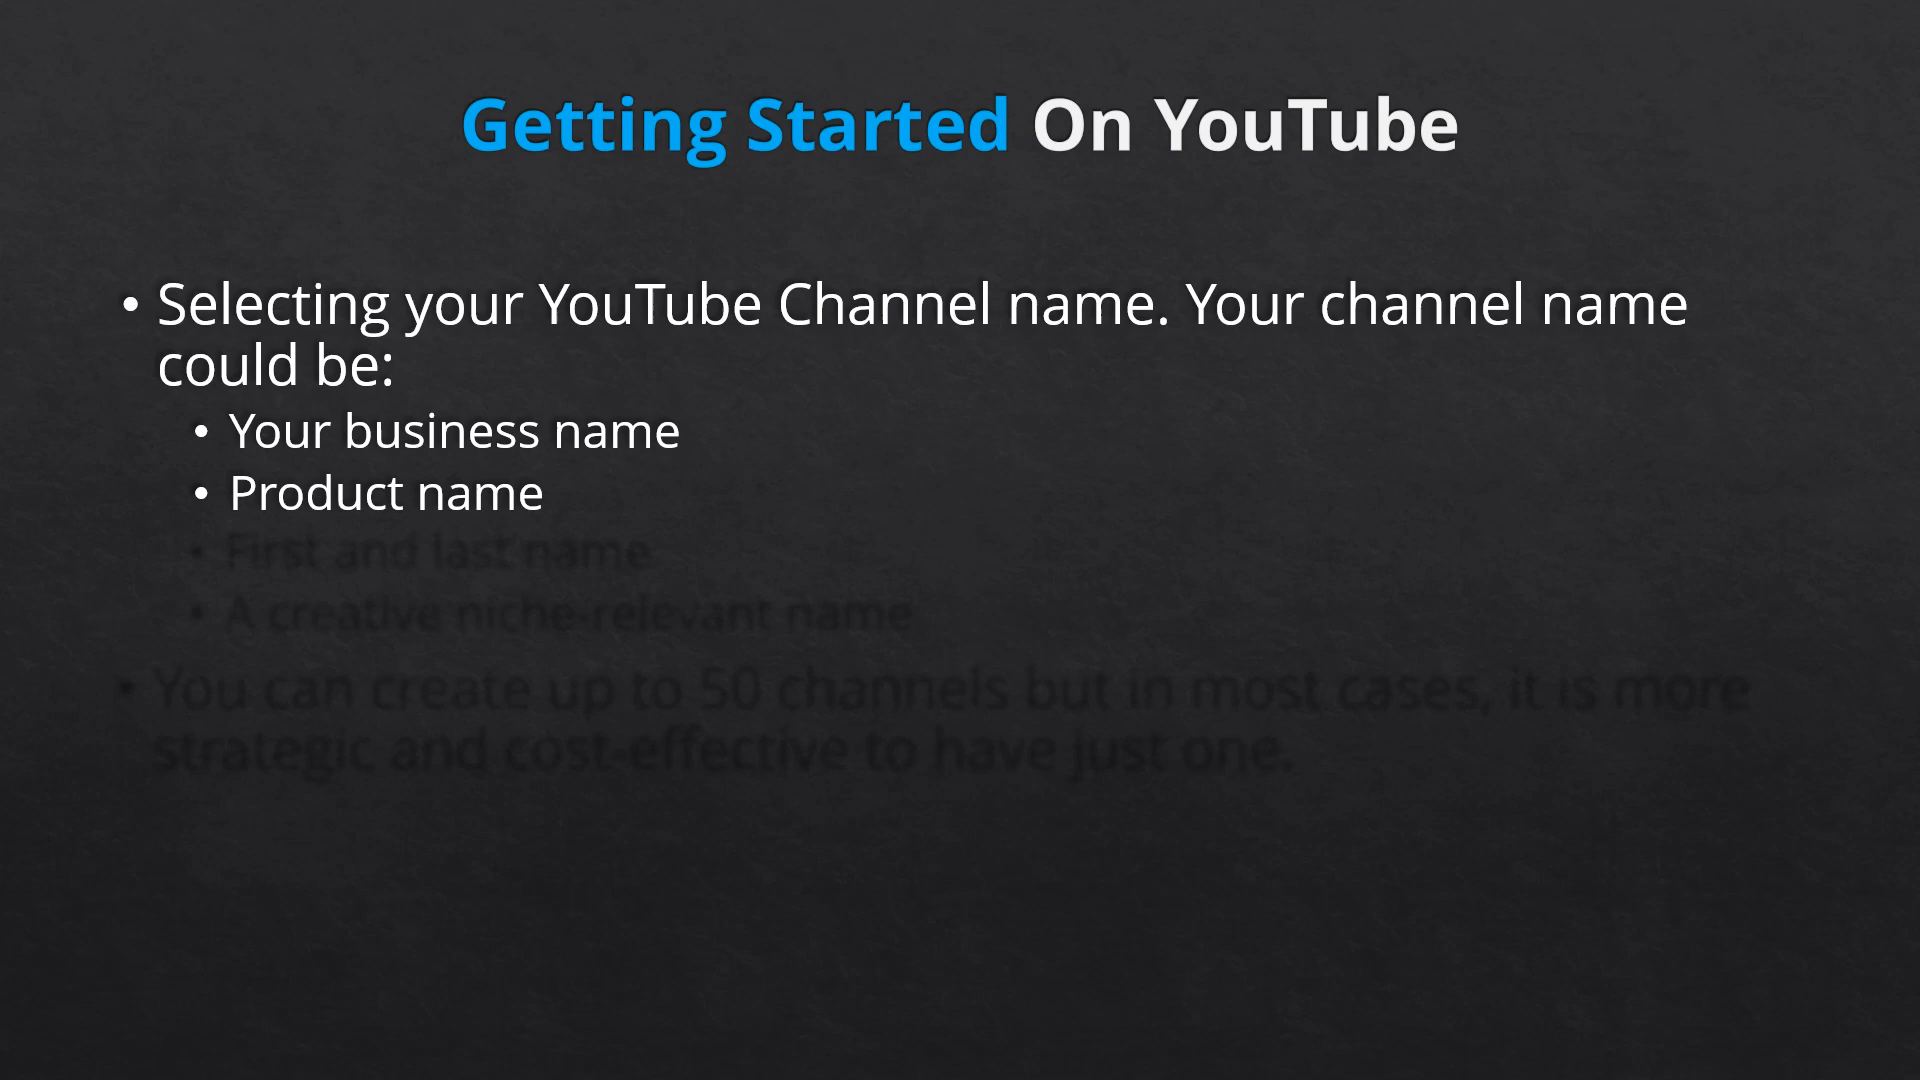 Getting Started On YouTube
• Selecting your YouTube Channel name. Your channel name
could be:
• Your business name
• Product name
• First and last name
• A creative niche-relevant name
• You can create up to 50 channels but in most cases, it is more
strategic and cost-effective to have just one.